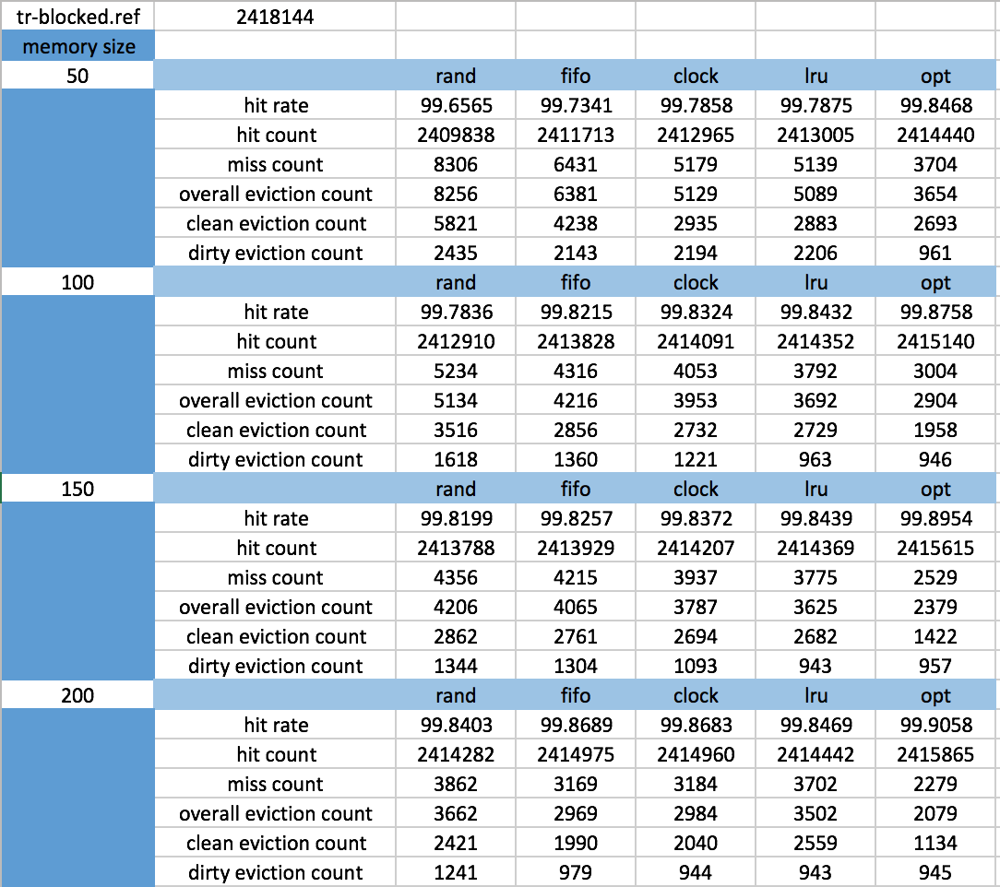 tr-blocked.ref 2418144
memory size
50 rand fifo clock lru opt
hit rate 99.6565 99.7341 99.7858 99.7875 99.8468
hit count 2409838 2411713 2412965 2413005 2414440
miss count 8306 6431 5179 5139 3704
overall eviction count 8256 6381 5129 5089 3654
clean eviction count 5821 4238 2935 2883 2693
dirty eviction count 2435 2143 2194 2206 961
100 rand fifo clock lru opt
hit rate 99.7836 99.8215 99.8324 99.8432 99.8758
hit count 2412910 2413828 2414091 2414352 2415140
miss count 5234 4316 4053 3792 3004
overall eviction count 5134 4216 3953 3692 2904
clean eviction count 3516 2856 2732 2729 1958
dirty eviction count 1618 1360 1221 963 946
150 rand fifo clock lru opt
hit rate 99.8199 99.8257 99.8372 99.8439 99.8954
hit count 2413788 2413929 2414207 2414369 2415615
miss count 4356 4215 3937 3775 2529
overall eviction count 4206 4065 3787 3625 2379
clean eviction count 2862 2761 2694 2682 1422
dirty eviction count 1344 1304 1093 943 957
200 rand fifo clock lru opt
hit rate 99.8403 99.8689 99.8683 99.8469 99.9058
hit count 2414282 2414975 2414960 2414442 2415865
miss count 3862 3169 3184 3702 2279
overall eviction count 3662 2969 2984 3502 2079
clean eviction count 2421 1990 2040 2559 1134
dirty eviction count 1241 979 944 943 945